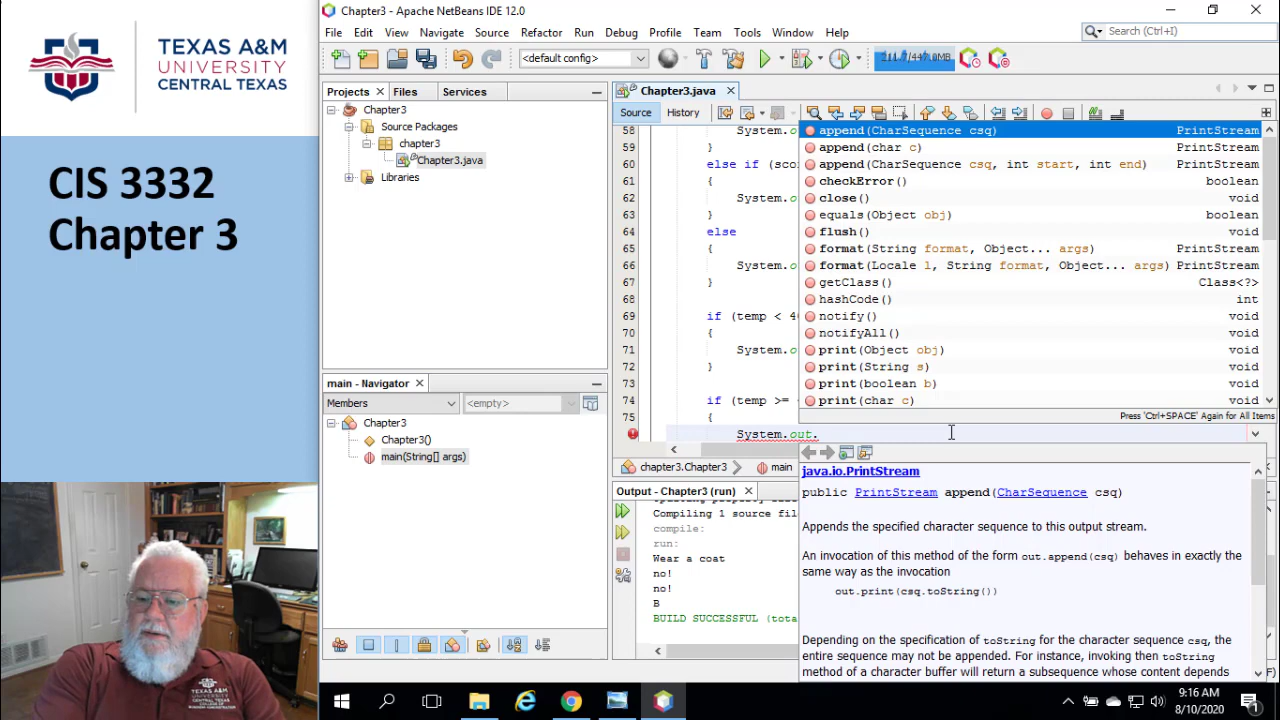 TEXAS A&M
UNIVERSITY
CENTRAL TEXAS
CIS 3332
Chapter 3
TEXAS A&M
UNIVERSITY
CENTRAL TEXAS
Chapter3 - Apache NetBeans IDE 12.0
File Edit View Navigate Source Refactor Run Debug Profile Team Tools Window Help
Search (Ctrl+I)
<default config>
Projects Files Services
Chapter3
Source Packages
chapter3
Chapter3.java
Libraries
main - Navigator
Members <empty>
Chapter3
Chapter3()
main(String[] args)
Chapter3.java
Source History
58 System.o
59 }
60 else if (sco
61 {
62 System.o
63 }
64 else
65 {
66 System.o
67 }
68
69 if (temp < 4
70 {
71 System.o
72 }
73
74 if (temp >=
75 {
System.out.
append(CharSequence csq) PrintStream
append(char c) PrintStream
append(CharSequence csq, int start, int end) PrintStream
checkError() boolean
close() void
equals(Object obj) boolean
flush() void
format(String format, Object... args) PrintStream
format(Locale l, String format, Object... args) PrintStream
getClass() Class<?>
hashCode() int
notify() void
notifyAll() void
print(Object obj) void
print(String s) void
print(boolean b) void
print(char c) void
Press 'Ctrl+SPACE' Again for All Items
chapter3.Chapter3 main
Output - Chapter3 (run)
Compiling 1 source fil
compile:
run:
Wear a coat
no!
no!
B
BUILD SUCCESSFUL (tota
java.io.PrintStream
public PrintStream append(CharSequence csq)
Appends the specified character sequence to this output stream.
An invocation of this method of the form out.append(csq) behaves in exactly the
same way as the invocation
out.print(csq.toString())
Depending on the specification of toString for the character sequence csq, the
entire sequence may not be appended. For instance, invoking then toString
method of a character buffer will return a subsequence whose content depends
9:16 AM
8/10/2020
1